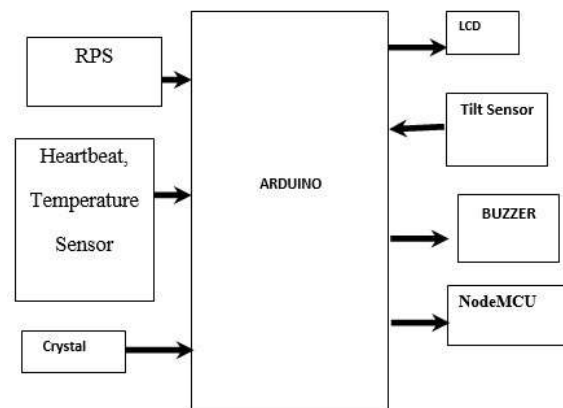 RPS
Heartbeat,
Temperature
Sensor
Crystal
ARDUINO
LCD
Tilt Sensor
BUZZER
NodeMCU